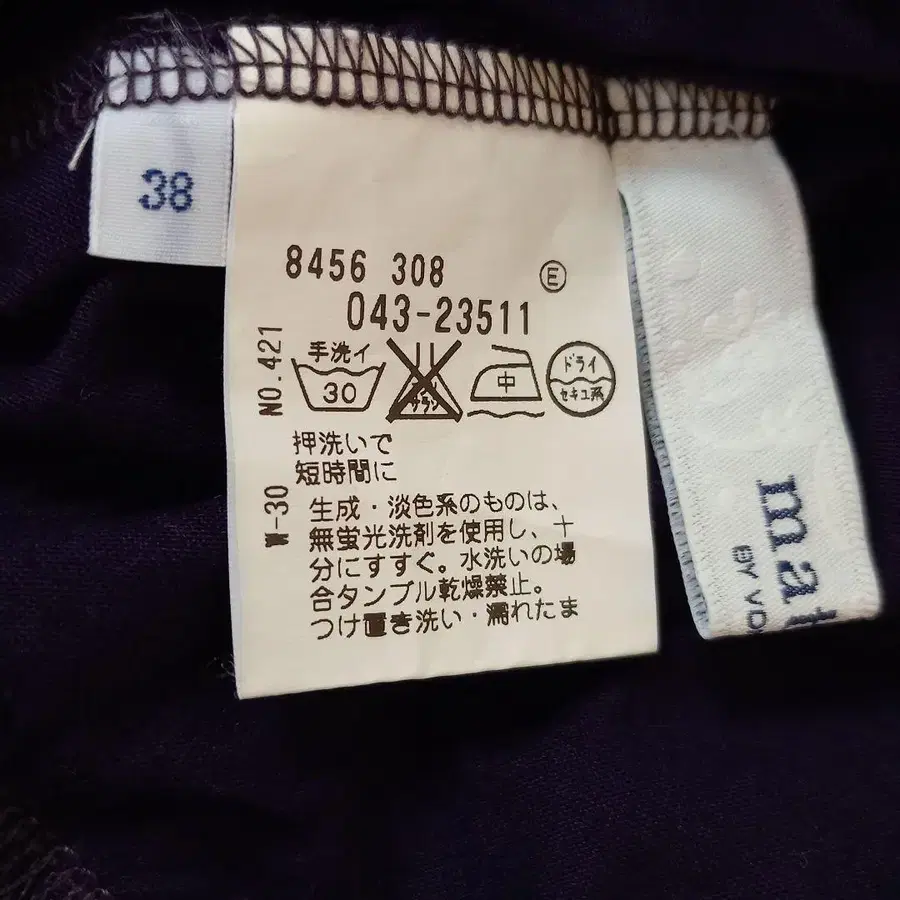 38
8456 308
Ⓔ
043-23511
NO.421
手洗イ
30
サラシ
中
ドライ
セキユ系
押洗いで
短時間に
W-30
生成・淡色系のものは、
無蛍光洗剤を使用し、十
分にすすぐ。水洗いの場
合タンブル乾燥禁止。
つけ置き洗い・濡れたま
BY